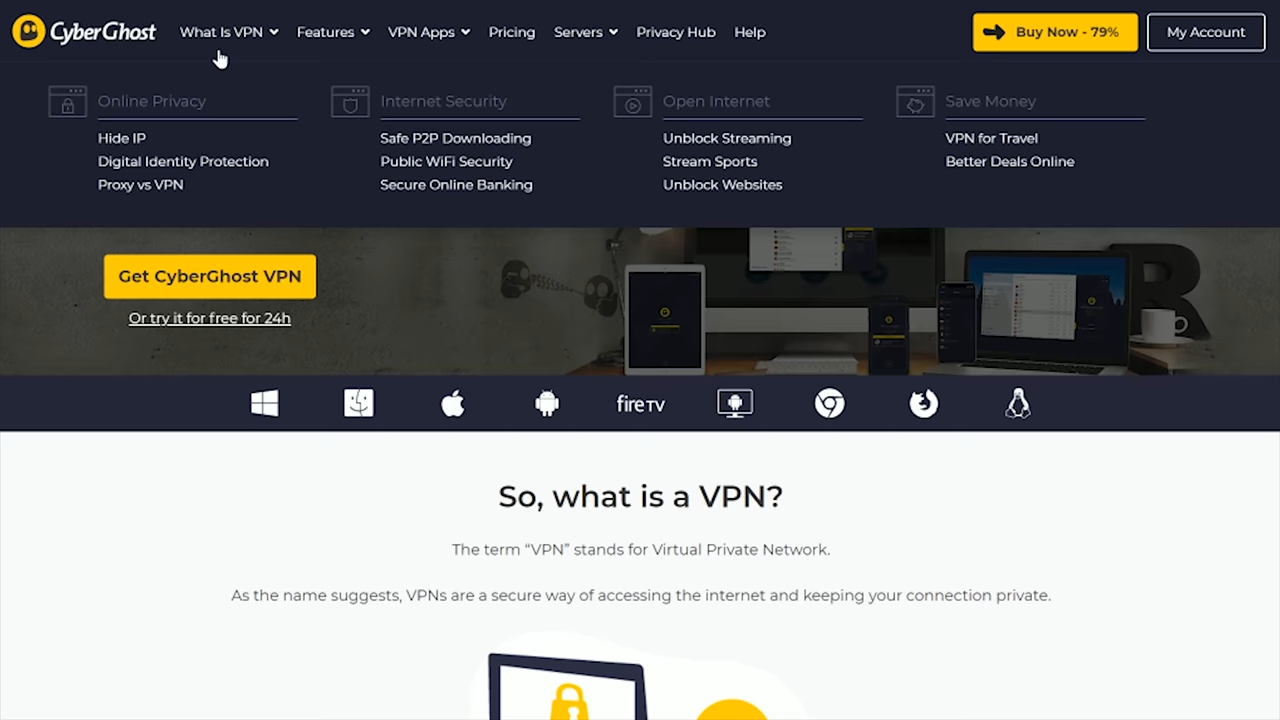 CyberGhost What Is VPN Features VPN Apps Pricing Servers Privacy Hub Help Buy Now - 79% My Account
Online Privacy
Hide IP
Digital Identity Protection
Proxy vs VPN
Internet Security
Safe P2P Downloading
Public WiFi Security
Secure Online Banking
Open Internet
Unblock Streaming
Stream Sports
Unblock Websites
Save Money
VPN for Travel
Better Deals Online
Get CyberGhost VPN
Or try it for free for 24h
fireTV
So, what is a VPN?
The term “VPN” stands for Virtual Private Network.
As the name suggests, VPNs are a secure way of accessing the internet and keeping your connection private.